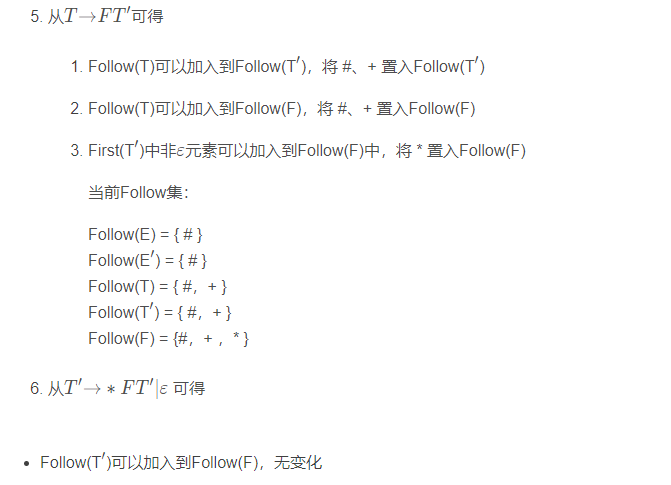 5. 从T→FT′可得
1. Follow(T)可以加入到Follow(T′)，将 #、+ 置入Follow(T′)
2. Follow(T)可以加入到Follow(F)，将 #、+ 置入Follow(F)
3. First(T′)中非ε元素可以加入到Follow(F)中，将 * 置入Follow(F)
当前Follow集：
Follow(E) = { # }
Follow(E′) = { # }
Follow(T) = { #，+ }
Follow(T′) = { #，+ }
Follow(F) = {#，+ ，* }
6. 从T′→∗FT′|ε 可得
• Follow(T′)可以加入到Follow(F)，无变化